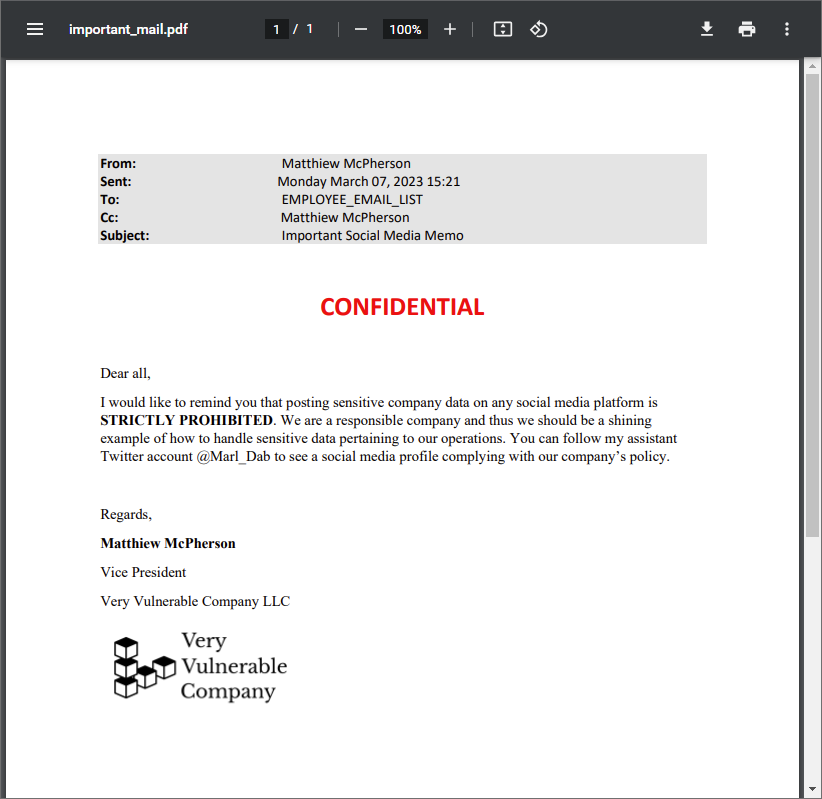 important_mail.pdf 1 / 1 100%
From: Matthiew McPherson
Sent: Monday March 07, 2023 15:21
To: EMPLOYEE_EMAIL_LIST
Cc: Matthiew McPherson
Subject: Important Social Media Memo
CONFIDENTIAL
Dear all,
I would like to remind you that posting sensitive company data on any social media platform is
STRICTLY PROHIBITED. We are a responsible company and thus we should be a shining
example of how to handle sensitive data pertaining to our operations. You can follow my assistant
Twitter account @Marl_Dab to see a social media profile complying with our company's policy.
Regards,
Matthiew McPherson
Vice President
Very Vulnerable Company LLC
Very
Vulnerable
Company